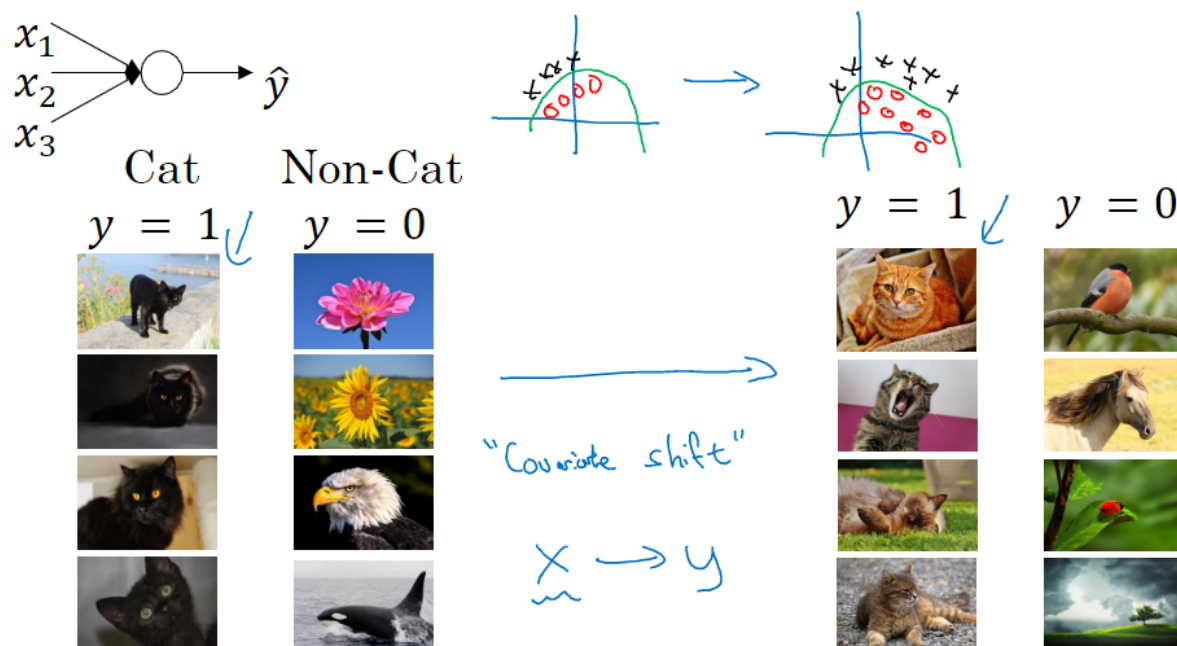 x₁
x₂
x₃
ŷ
Cat Non-Cat
y = 1 y = 0
y = 1 y = 0
"Covariate shift"
x → y